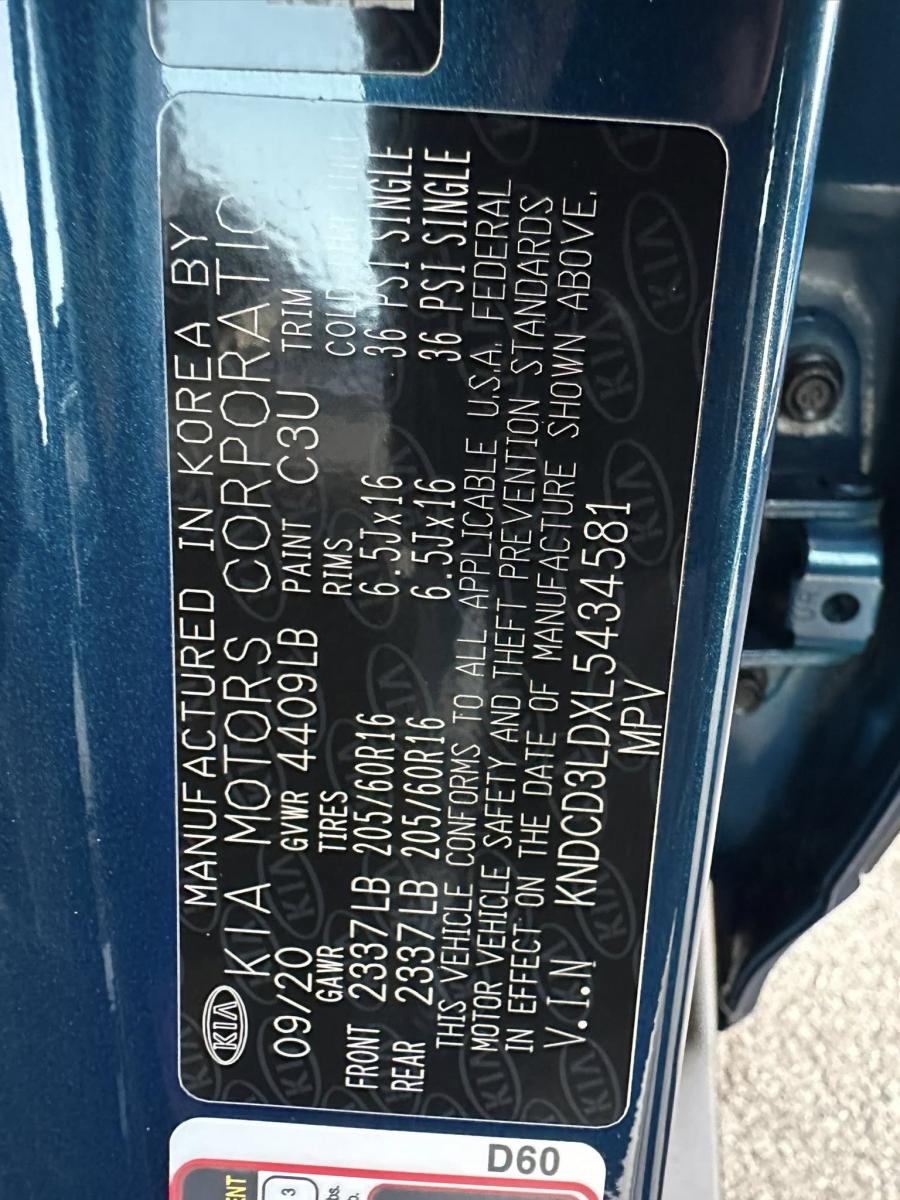 MANUFACTURED IN KOREA BY
KIA KIA MOTORS CORPORATIO
09/20 GVWR 4409LB PAINT C3U TRIM
GAWR TIRES RIMS COLD
FRONT 2337LB 205/60R16 6.5Jx16 36 PSI SINGLE
REAR 2337LB 205/60R16 6.5Jx16 36 PSI SINGLE
THIS VEHICLE CONFORMS TO ALL APPLICABLE U.S.A. FEDERAL
MOTOR VEHICLE SAFETY AND THEFT PREVENTION STANDARDS
IN EFFECT ON THE DATE OF MANUFACTURE SHOWN ABOVE.
V.I.N KNDCD3LDXL5434581
MPV
D60
3